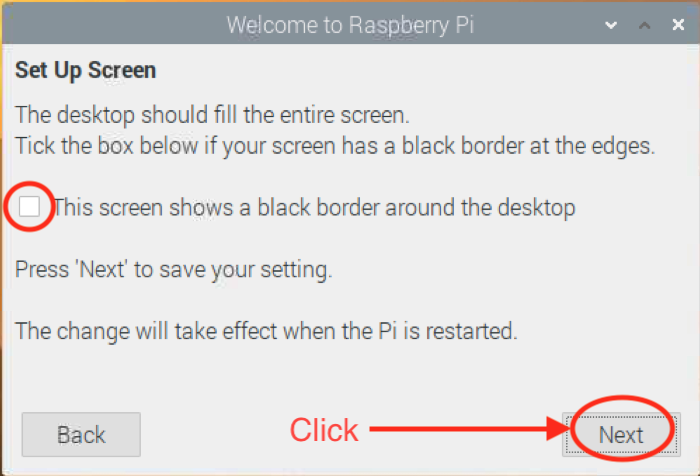 Welcome to Raspberry Pi
Set Up Screen
The desktop should fill the entire screen.
Tick the box below if your screen has a black border at the edges.
This screen shows a black border around the desktop
Press 'Next' to save your setting.
The change will take effect when the Pi is restarted.
Back
Click
Next